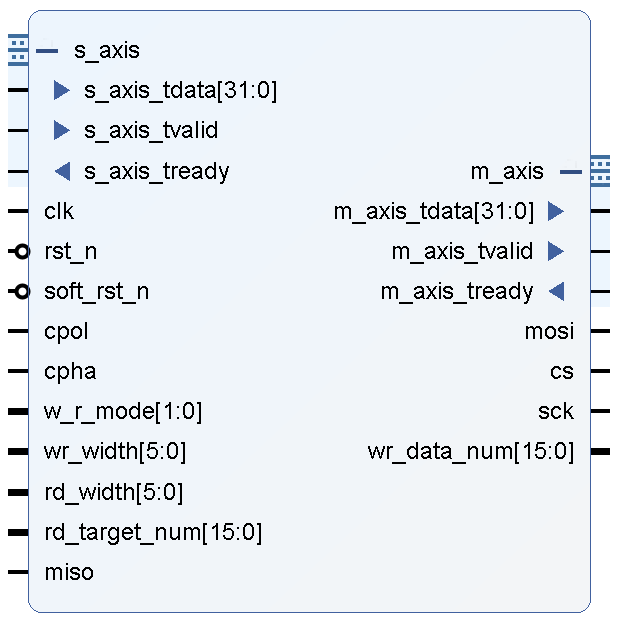 s_axis
s_axis_tdata[31:0]
s_axis_tvalid
s_axis_tready
clk
rst_n
soft_rst_n
cpol
cpha
w_r_mode[1:0]
wr_width[5:0]
rd_width[5:0]
rd_target_num[15:0]
miso
m_axis
m_axis_tdata[31:0]
m_axis_tvalid
m_axis_tready
mosi
cs
sck
wr_data_num[15:0]